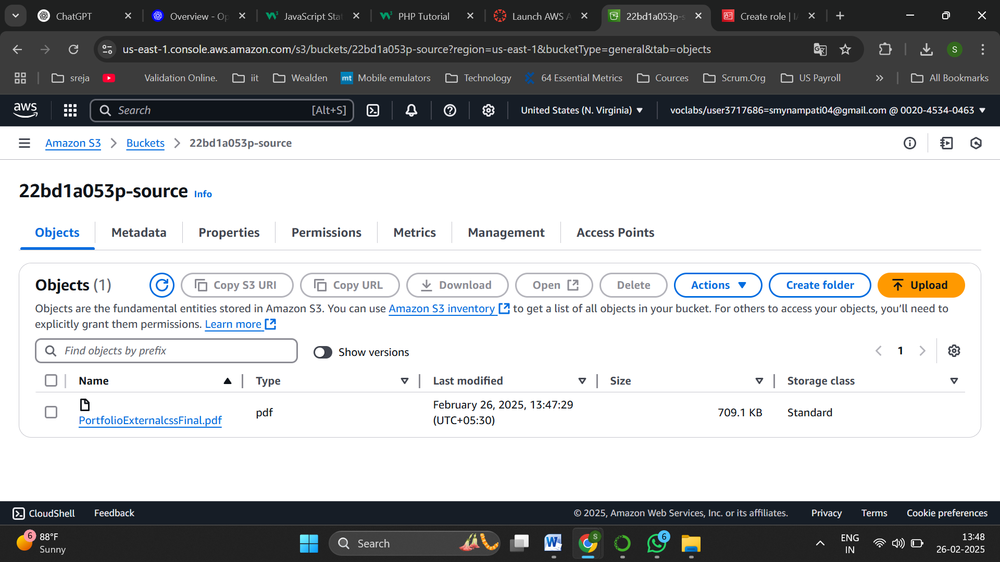 ChatGPT
Overview - Op
JavaScript Sta
PHP Tutorial
Launch AWS A
22bd1a053p-s
Create role | I
us-east-1.console.aws.amazon.com/s3/buckets/22bd1a053p-source?region=us-east-1&bucketType=general&tab=objects
S
sreja
Validation Online.
iit
Wealden
mt
Mobile emulators
Technology
64 Essential Metrics
Cources
Scrum.Org
US Payroll
»
All Bookmarks
aws
Search
[Alt+S]
United States (N. Virginia)
voclabs/user3717686=smynampati04@gmail.com @ 0020-4534-0463
Amazon S3
Buckets
22bd1a053p-source
22bd1a053p-source Info
Objects
Metadata
Properties
Permissions
Metrics
Management
Access Points
Objects (1)
Copy S3 URI
Copy URL
Download
Open
Delete
Actions
Create folder
Upload
Objects are the fundamental entities stored in Amazon S3. You can use Amazon S3 inventory to get a list of all objects in your bucket. For others to access your objects, you’ll need to
explicitly grant them permissions. Learn more
Find objects by prefix
Show versions
1
Name
Type
Last modified
Size
Storage class
PortfolioExternalcssFinal.pdf
pdf
February 26, 2025, 13:47:29
(UTC+05:30)
709.1 KB
Standard
CloudShell
Feedback
© 2025, Amazon Web Services, Inc. or its affiliates.
Privacy
Terms
Cookie preferences
6
88°F
Sunny
Search
W
S
6
ENG
IN
13:48
26-02-2025